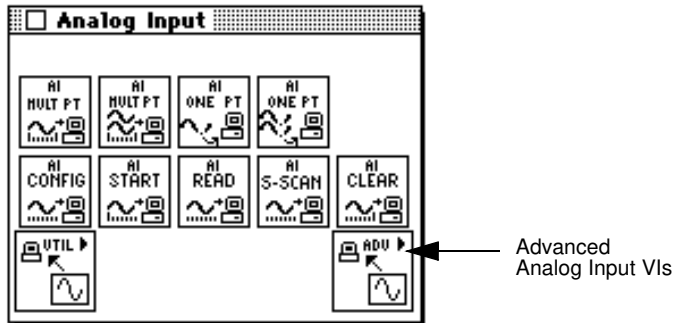 Analog Input
AI MULT PT
AI MULT PT
AI ONE PT
AI ONE PT
AI CONFIG
AI START
AI READ
AI S-SCAN
AI CLEAR
UTIL
ADV
Advanced
Analog Input VIs